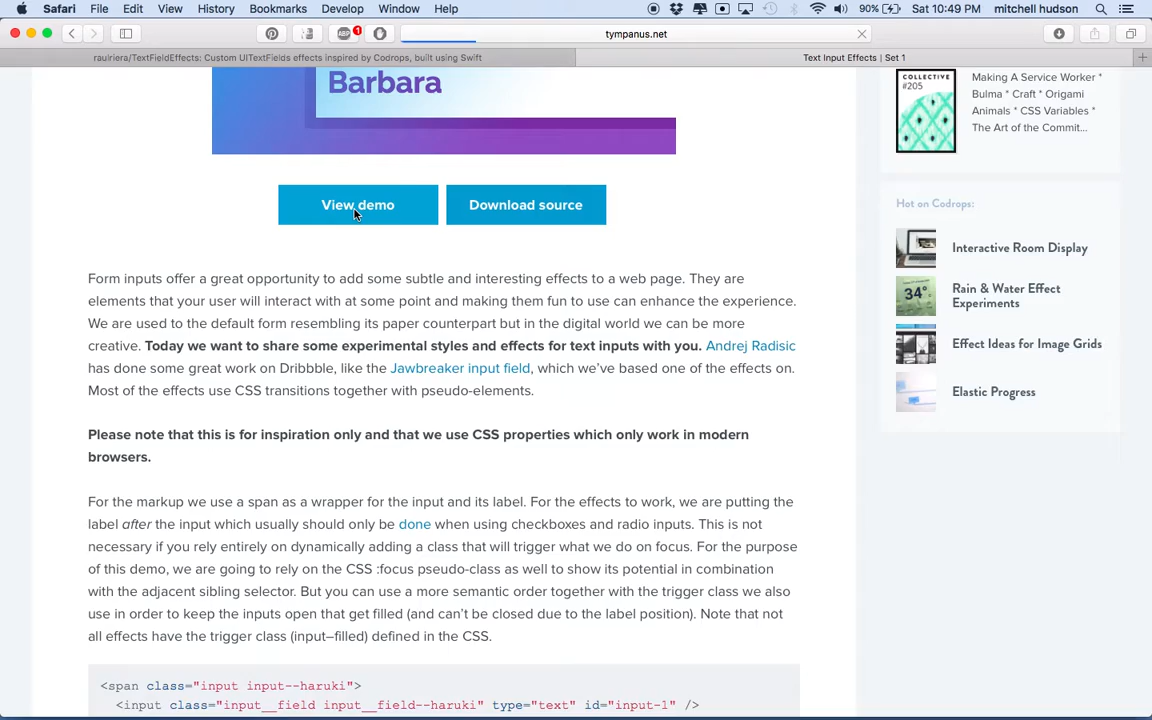 Safari File Edit View History Bookmarks Develop Window Help 90% Sat 10:49 PM mitchell hudson
ABP 1 tympanus.net
raulriera/TextFieldEffects: Custom UITextFields effects inspired by Codrops, built using Swift
Text Input Effects | Set 1
Barbara
View demo
Download source
Form inputs offer a great opportunity to add some subtle and interesting effects to a web page. They are
elements that your user will interact with at some point and making them fun to use can enhance the experience.
We are used to the default form resembling its paper counterpart but in the digital world we can be more
creative. Today we want to share some experimental styles and effects for text inputs with you. Andrej Radisic
has done some great work on Dribbble, like the Jawbreaker input field, which we've based one of the effects on.
Most of the effects use CSS transitions together with pseudo-elements.
Please note that this is for inspiration only and that we use CSS properties which only work in modern
browsers.
For the markup we use a span as a wrapper for the input and its label. For the effects to work, we are putting the
label after the input which usually should only be done when using checkboxes and radio inputs. This is not
necessary if you rely entirely on dynamically adding a class that will trigger what we do on focus. For the purpose
of this demo, we are going to rely on the CSS :focus pseudo-class as well to show its potential in combination
with the adjacent sibling selector. But you can use a more semantic order together with the trigger class we also
use in order to keep the inputs open that get filled (and can't be closed due to the label position). Note that not
all effects have the trigger class (input–filled) defined in the CSS.
<span class="input input--haruki">
<input class="input__field input__field--haruki" type="text" id="input-1" />
COLLECTIVE
#205
Making A Service Worker *
Bulma * Craft * Origami
Animals * CSS Variables *
The Art of the Commit...
Hot on Codrops:
Interactive Room Display
34°
Rain & Water Effect
Experiments
Effect Ideas for Image Grids
Elastic Progress